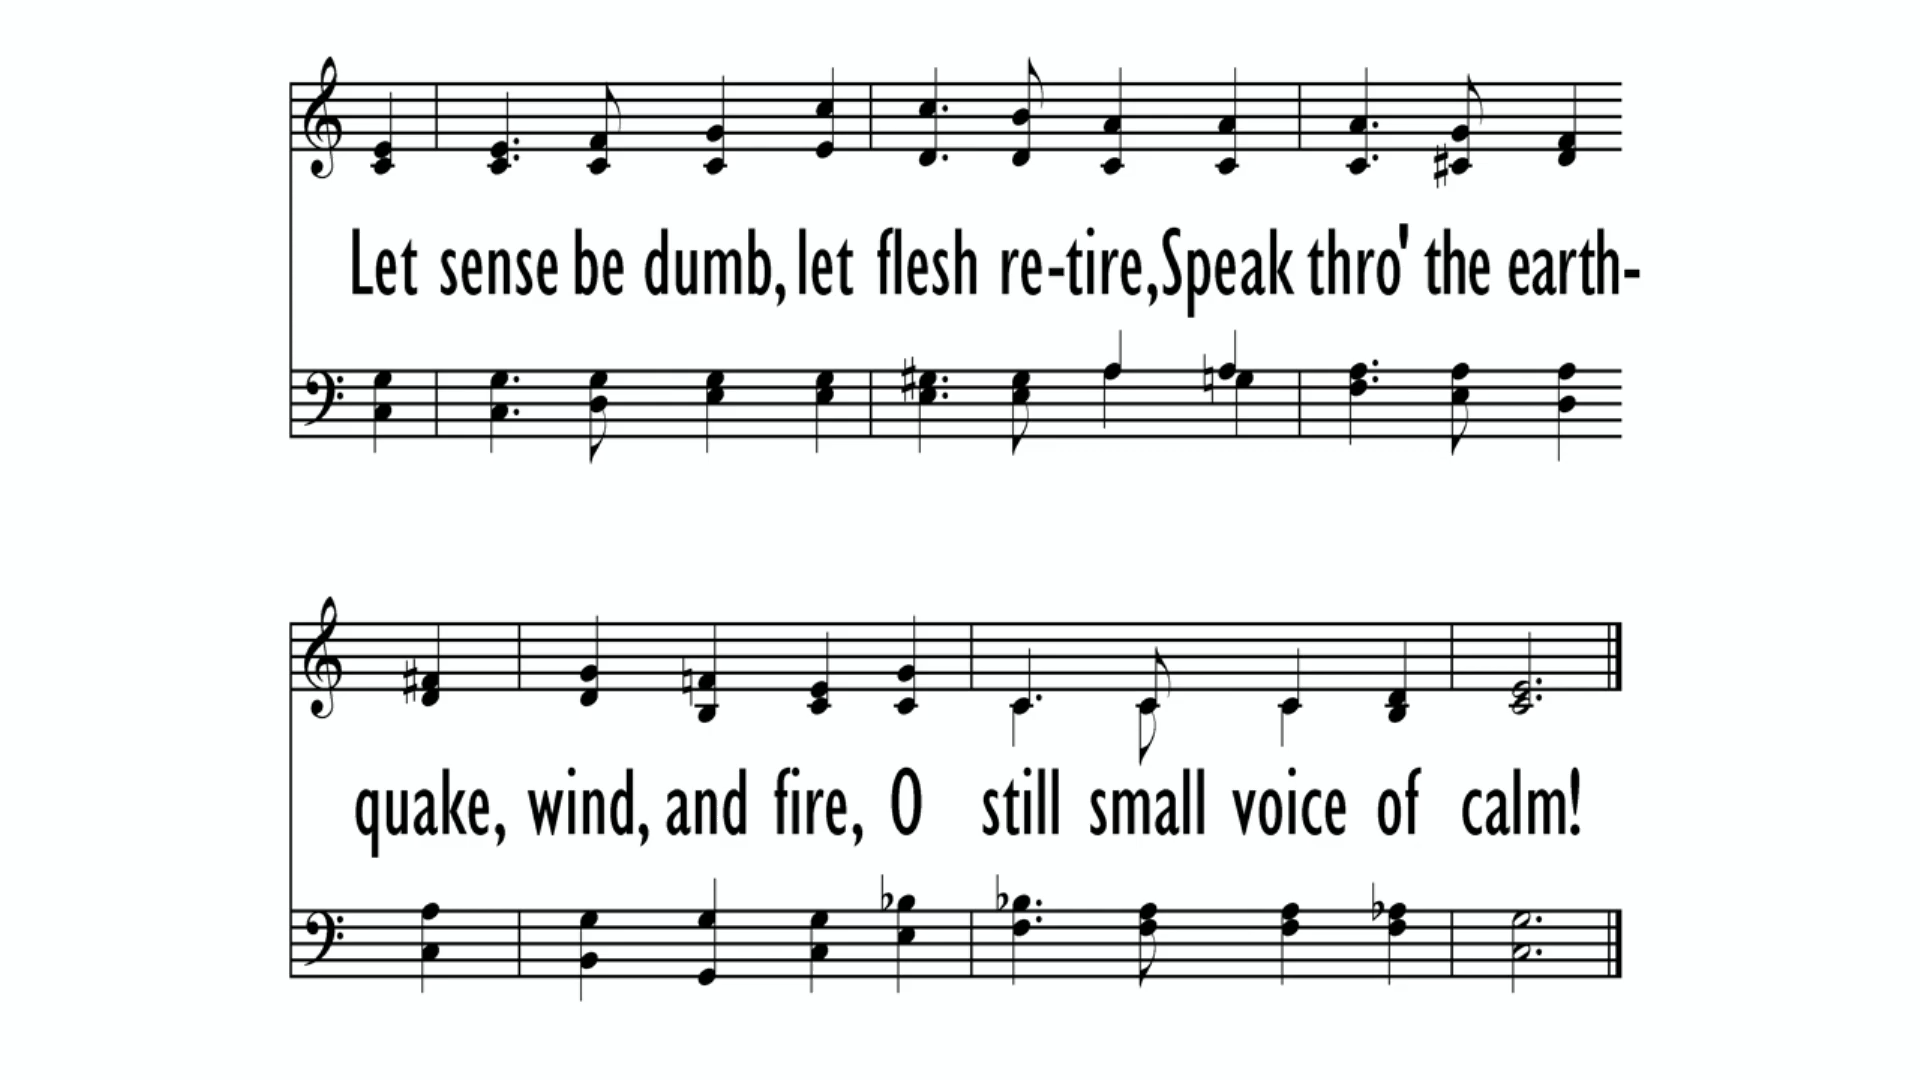 Let sense be dumb, let flesh re-tire, Speak thro' the earth-
quake, wind, and fire, O still small voice of calm!